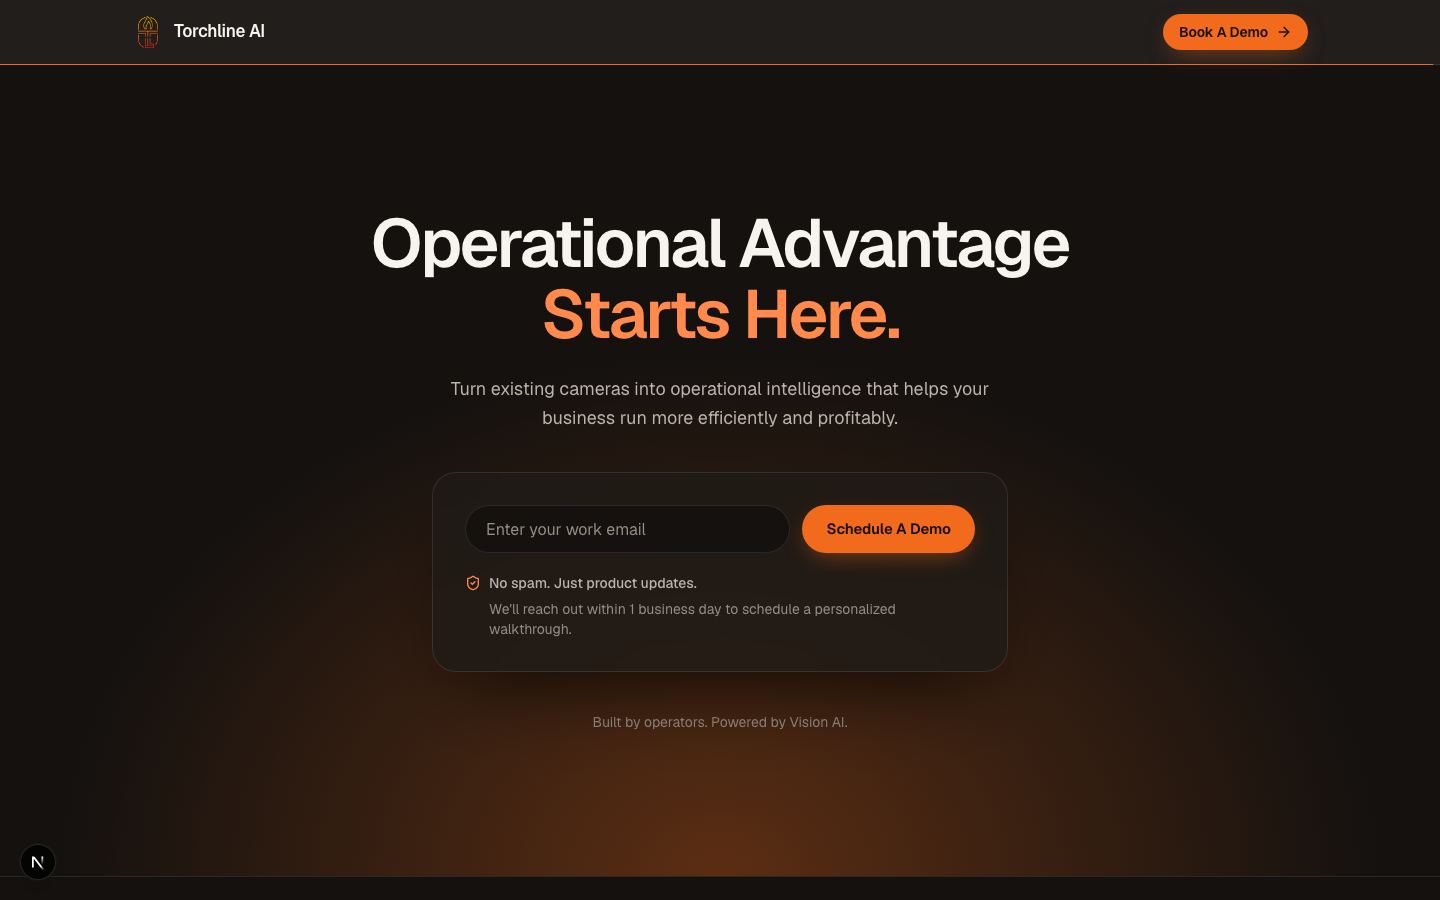 Torchline AI
Book A Demo
Operational Advantage
Starts Here.
Turn existing cameras into operational intelligence that helps your
business run more efficiently and profitably.
Enter your work email
Schedule A Demo
No spam. Just product updates.
We'll reach out within 1 business day to schedule a personalized
walkthrough.
Built by operators. Powered by Vision AI.
N